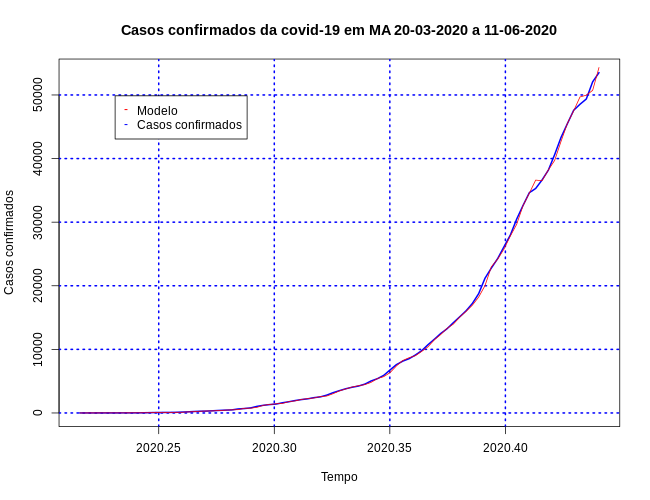 Casos confirmados da covid-19 em MA 20-03-2020 a 11-06-2020
Casos confirmados
50000
40000
30000
20000
10000
0
- Modelo
- Casos confirmados
2020.25 2020.30 2020.35 2020.40
Tempo